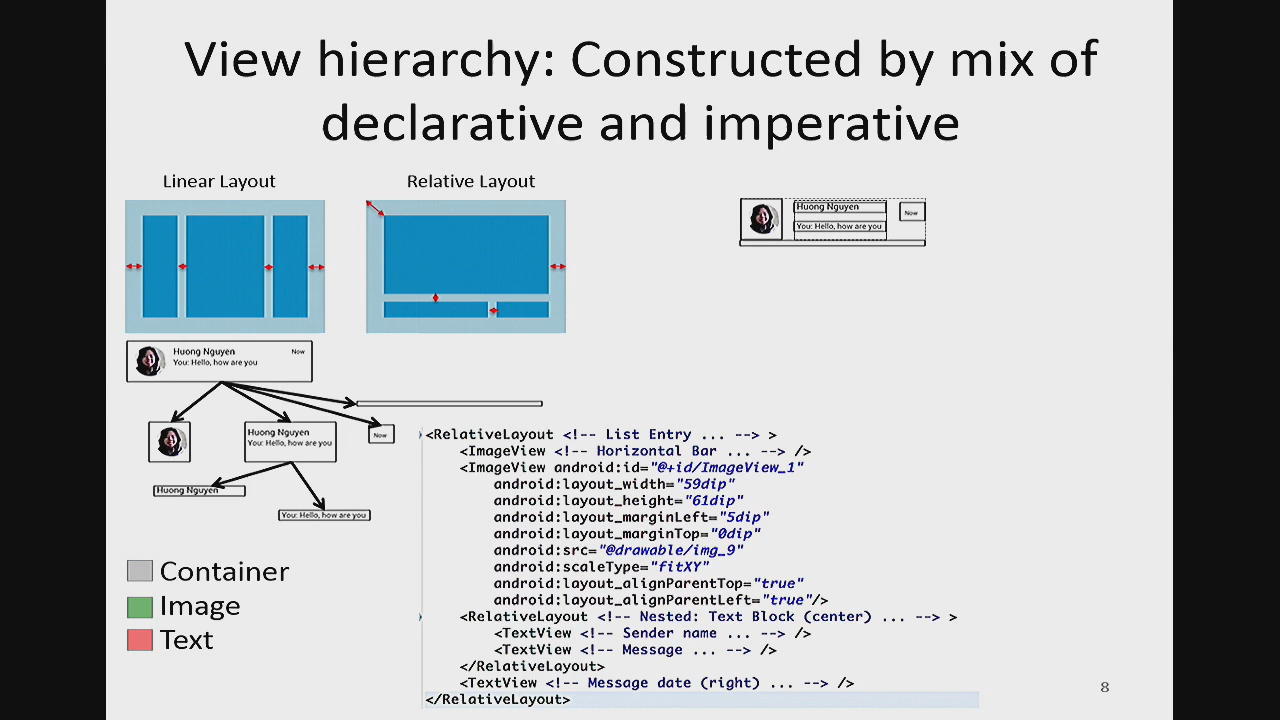 View hierarchy: Constructed by mix of
declarative and imperative
Linear Layout
Relative Layout
Huong Nguyen
You: Hello, how are you
Now
Huong Nguyen
Now
You: Hello, how are you
Huong Nguyen
You: Hello, how are you
Now
Huong Nguyen
You: Hello, how are you
Container
Image
Text
<RelativeLayout <!-- List Entry ... --> >
<ImageView <!-- Horizontal Bar ... --> />
<ImageView android:id="@+id/ImageView_1"
android:layout_width="59dip"
android:layout_height="61dip"
android:layout_marginLeft="5dip"
android:layout_marginTop="0dip"
android:src="@drawable/img_9"
android:scaleType="fitXY"
android:layout_alignParentTop="true"
android:layout_alignParentLeft="true"/>
<RelativeLayout <!-- Nested: Text Block (center) ... --> >
<TextView <!-- Sender name ... --> />
<TextView <!-- Message ... --> />
</RelativeLayout>
<TextView <!-- Message date (right) ... --> />
</RelativeLayout>
8